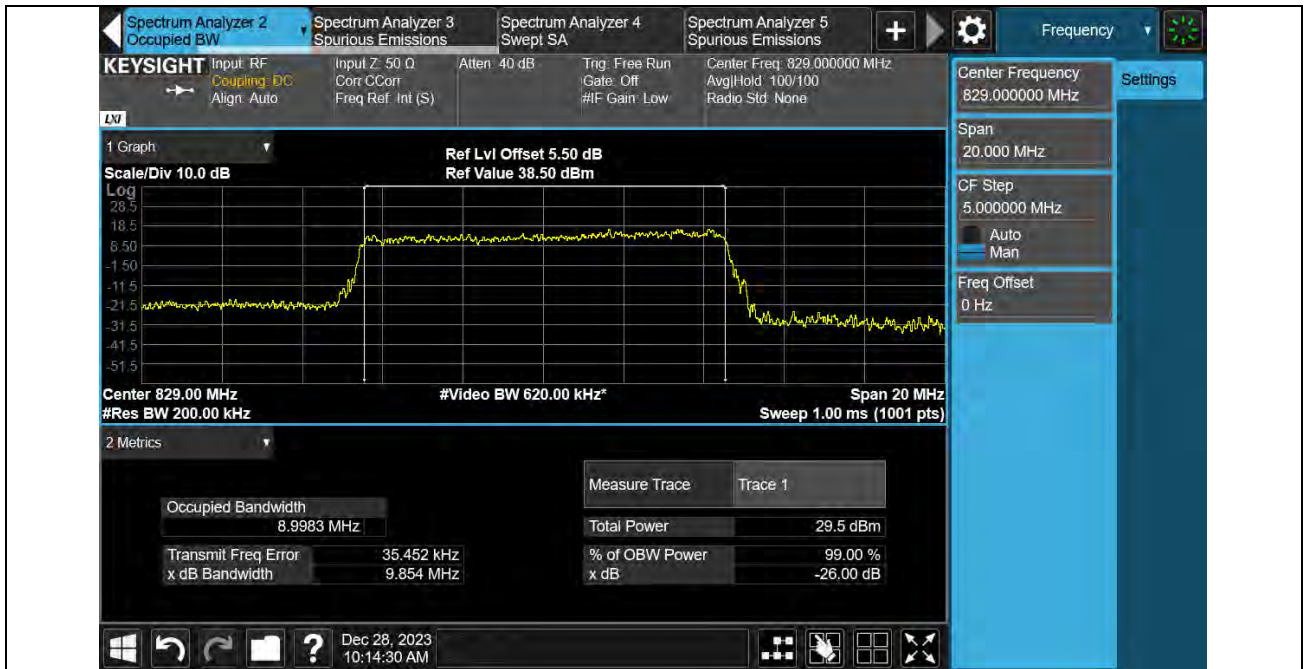 Spectrum Analyzer 2
Occupied BW
Spectrum Analyzer 3
Spurious Emissions
Spectrum Analyzer 4
Swept SA
Spectrum Analyzer 5
Spurious Emissions
+
Frequency
KEYSIGHT
LXI
Input: RF
Coupling: DC
Align: Auto
Input Z: 50 Ω
Corr CCorr
Freq Ref: Int (S)
Atten: 40 dB
Trig: Free Run
Gate: Off
#IF Gain: Low
Center Freq: 829.000000 MHz
Avg|Hold: 100/100
Radio Std: None
Center Frequency
829.000000 MHz
Settings
Span
20.000 MHz
CF Step
5.000000 MHz
Auto
Man
Freq Offset
0 Hz
1 Graph
Scale/Div 10.0 dB
Ref Lvl Offset 5.50 dB
Ref Value 38.50 dBm
Log
28.5
18.5
8.50
-1.50
-11.5
-21.5
-31.5
-41.5
-51.5
Center 829.00 MHz
#Video BW 620.00 kHz*
Span 20 MHz
#Res BW 200.00 kHz
Sweep 1.00 ms (1001 pts)
2 Metrics
Measure Trace
Trace 1
Occupied Bandwidth
8.9983 MHz
Total Power
29.5 dBm
Transmit Freq Error
35.452 kHz
% of OBW Power
99.00 %
x dB Bandwidth
9.854 MHz
x dB
-26.00 dB
?
Dec 28, 2023
10:14:30 AM